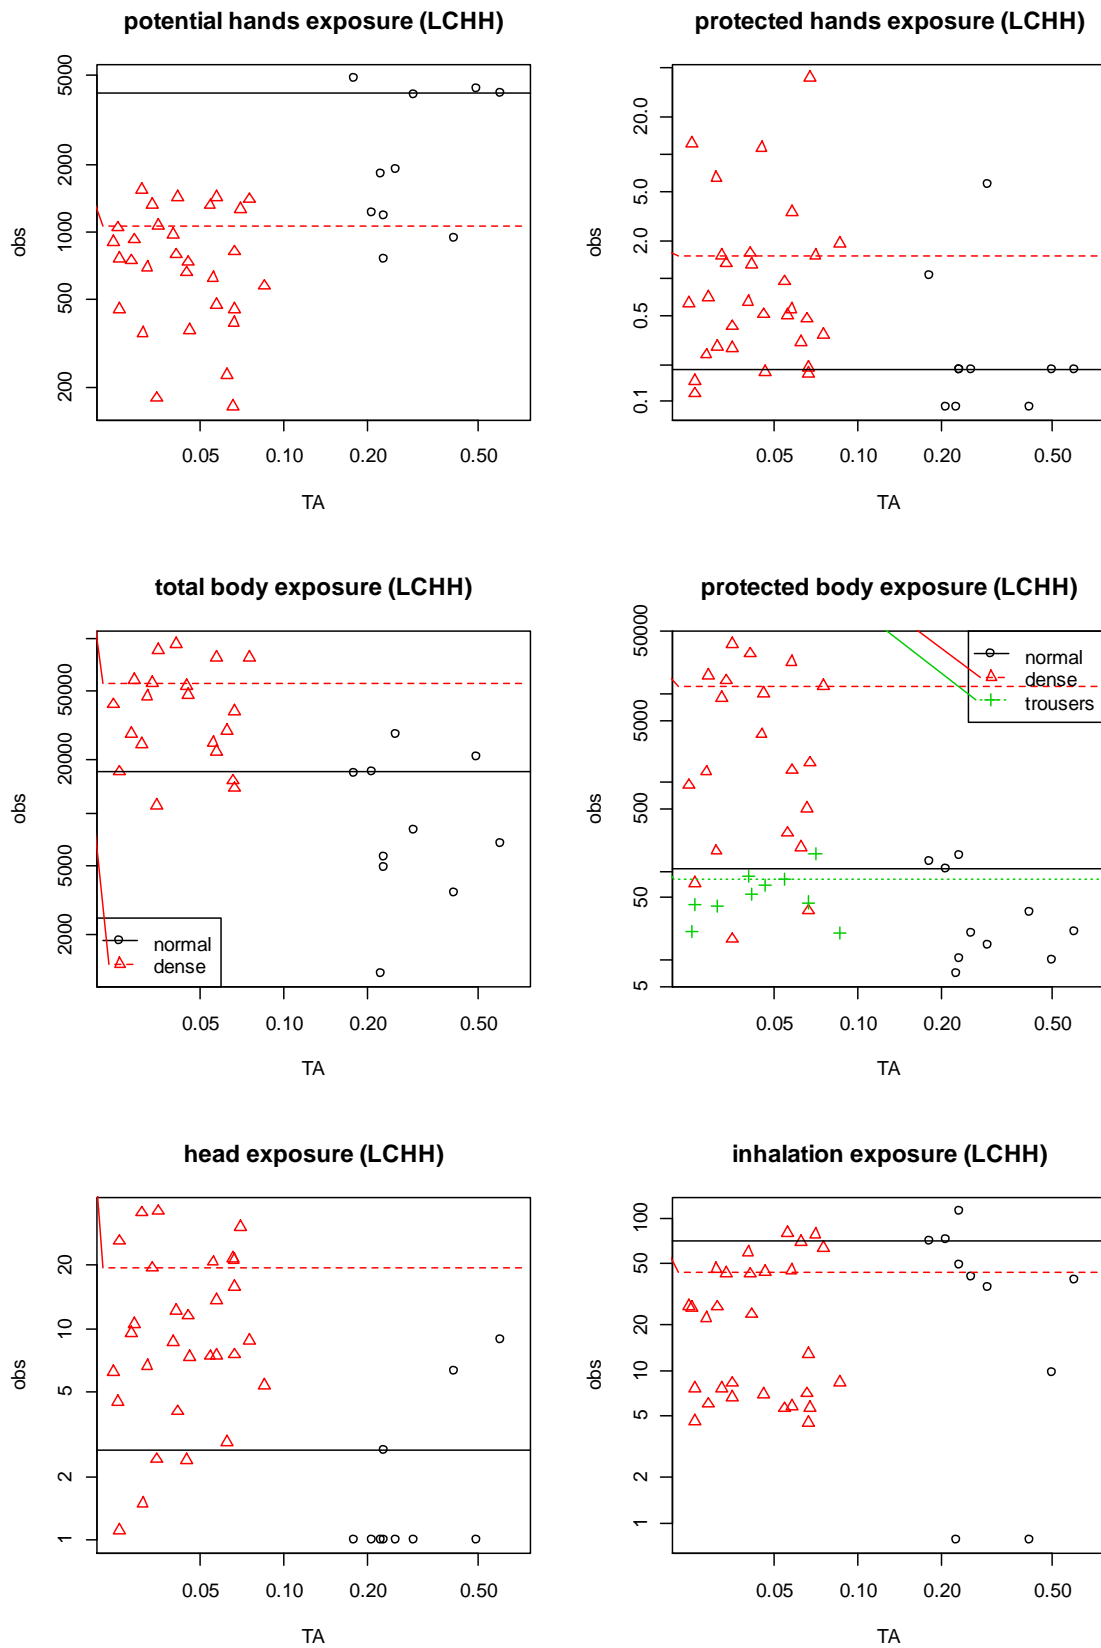 potential hands exposure (LCHH)
obs
5000
2000
1000
500
200
0.05 0.10 0.20 0.50
TA
protected hands exposure (LCHH)
obs
20.0
5.0
2.0
0.5
0.1
0.05 0.10 0.20 0.50
TA
total body exposure (LCHH)
obs
50000
20000
5000
2000
normal
dense
0.05 0.10 0.20 0.50
TA
protected body exposure (LCHH)
obs
50000
5000
500
50
5
normal
dense
trousers
0.05 0.10 0.20 0.50
TA
head exposure (LCHH)
obs
20
10
5
2
1
0.05 0.10 0.20 0.50
TA
inhalation exposure (LCHH)
obs
100
50
20
10
5
1
0.05 0.10 0.20 0.50
TA